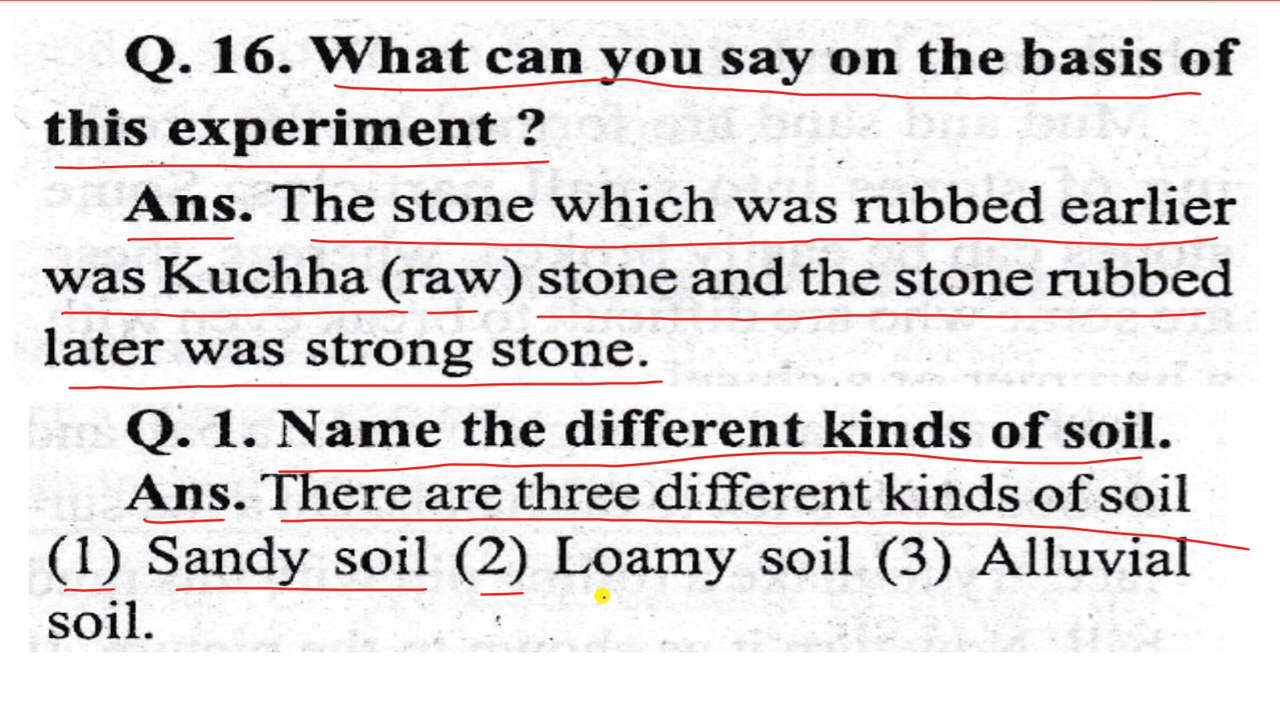 Q. 16. What can you say on the basis of
this experiment ?
Ans. The stone which was rubbed earlier
was Kuchha (raw) stone and the stone rubbed
later was strong stone.
Q. 1. Name the different kinds of soil.
Ans. There are three different kinds of soil
(1) Sandy soil (2) Loamy soil (3) Alluvial
soil.